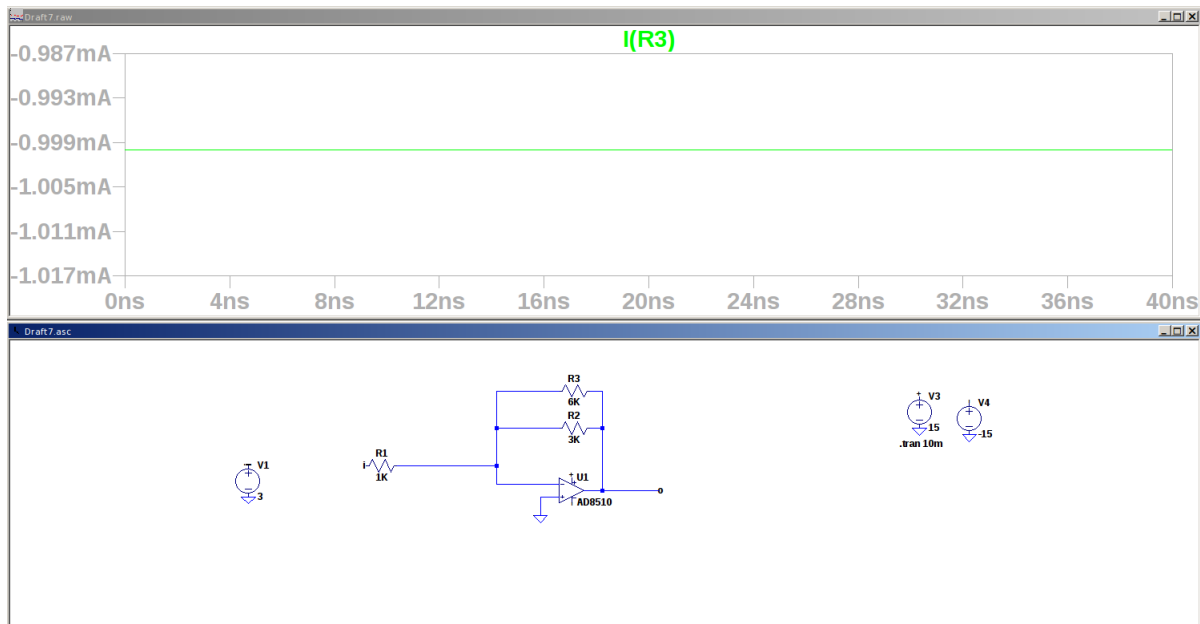 Draft7.raw
I(R3)
-0.987mA
-0.993mA
-0.999mA
-1.005mA
-1.011mA
-1.017mA
0ns 4ns 8ns 12ns 16ns 20ns 24ns 28ns 32ns 36ns 40ns
Draft7.asc
R3
6K
R2
3K
R1
i
1K
U1
AD8510
o
V1
3
V3
15
V4
-15
.tran 10m